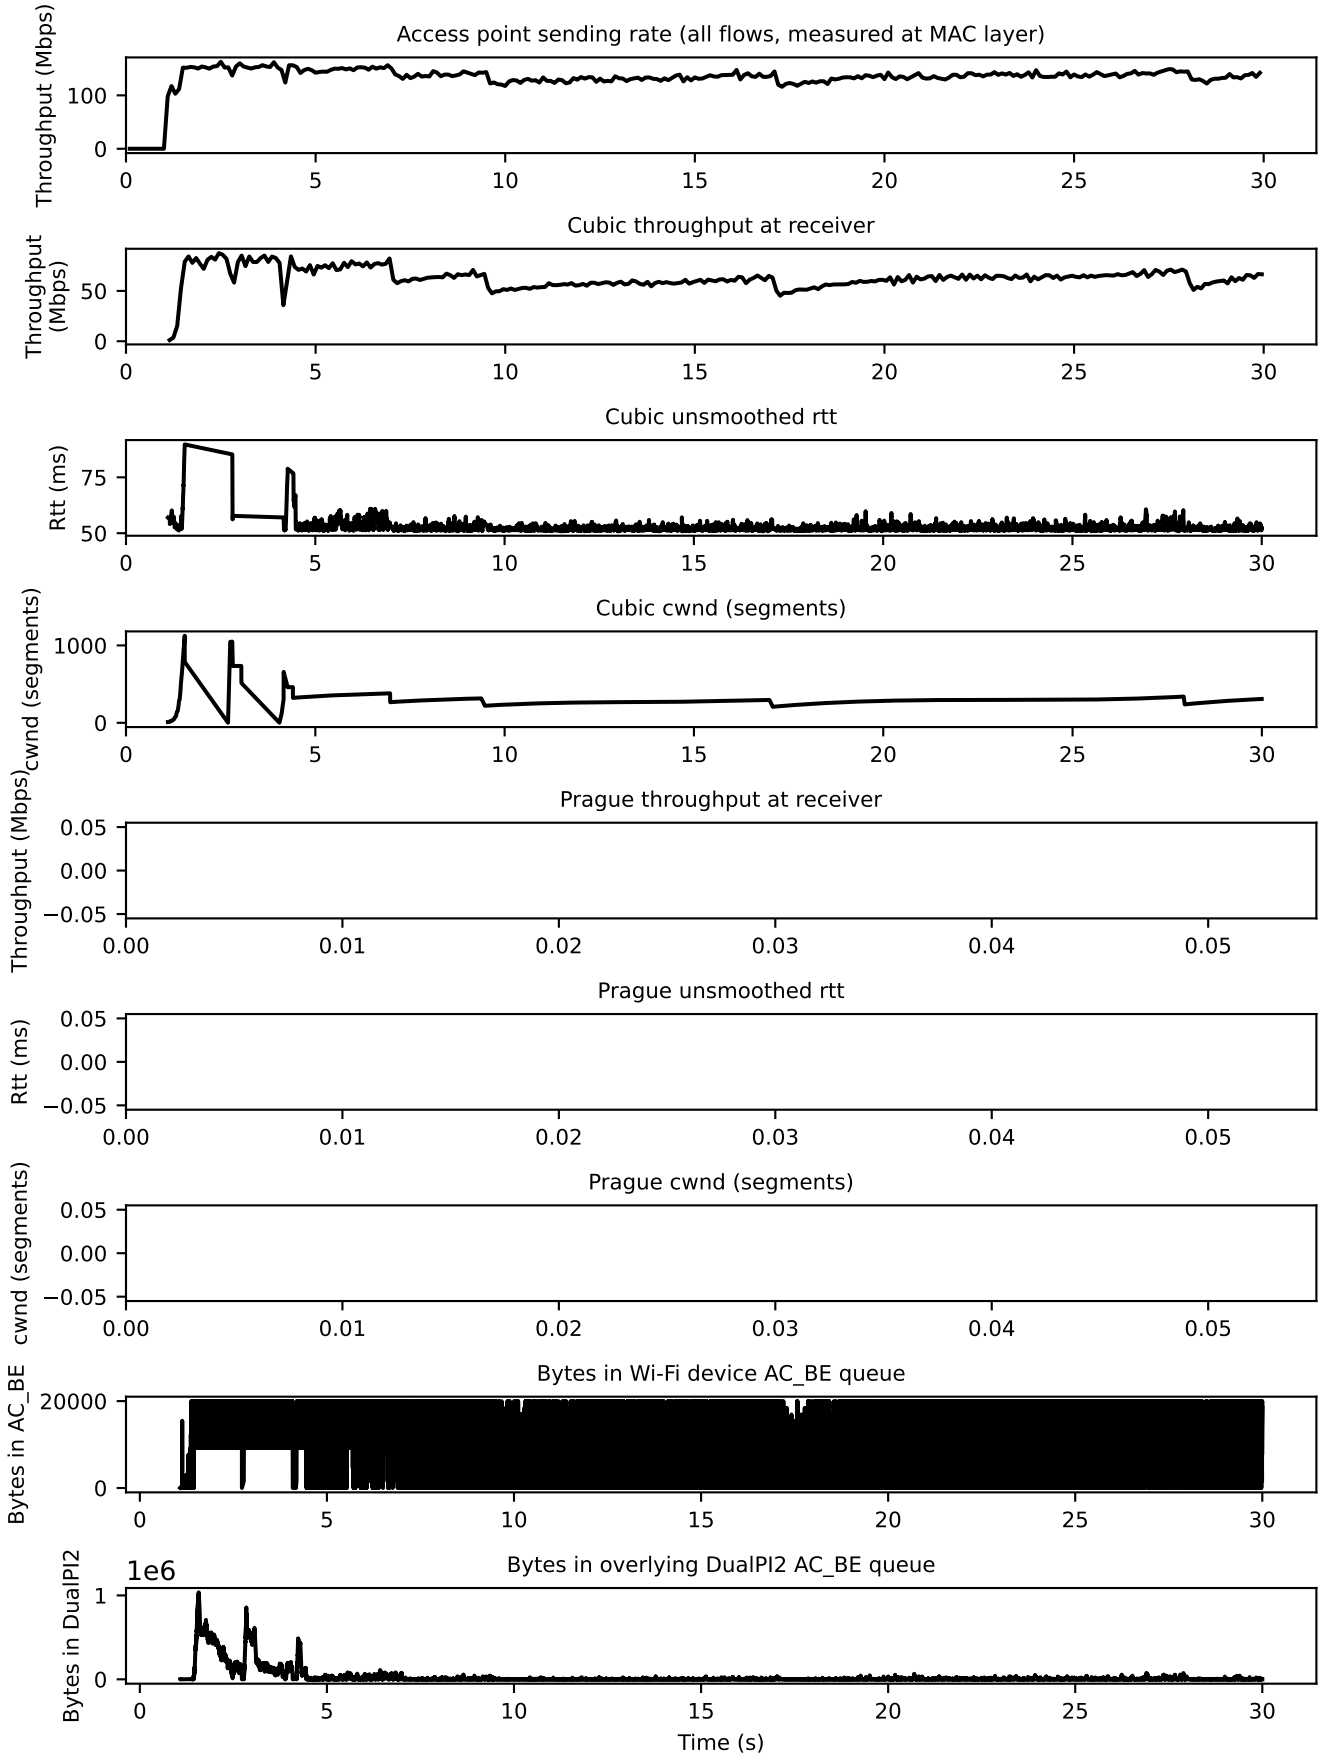 Access point sending rate (all flows, measured at MAC layer)
Throughput (Mbps)
100
0
0 5 10 15 20 25 30
Cubic throughput at receiver
Throughput
(Mbps)
50
0
0 5 10 15 20 25 30
Cubic unsmoothed rtt
Rtt (ms)
75
50
0 5 10 15 20 25 30
Cubic cwnd (segments)
cwnd (segments)
1000
0
0 5 10 15 20 25 30
Prague throughput at receiver
Throughput (Mbps)
0.05
0.00
−0.05
0.00 0.01 0.02 0.03 0.04 0.05
Prague unsmoothed rtt
Rtt (ms)
0.05
0.00
−0.05
0.00 0.01 0.02 0.03 0.04 0.05
Prague cwnd (segments)
cwnd (segments)
0.05
0.00
−0.05
0.00 0.01 0.02 0.03 0.04 0.05
Bytes in Wi-Fi device AC_BE queue
Bytes in AC_BE
20000
0
0 5 10 15 20 25 30
Bytes in overlying DualPI2 AC_BE queue
Bytes in DualPI2
1e6
1
0
0 5 10 15 20 25 30
Time (s)